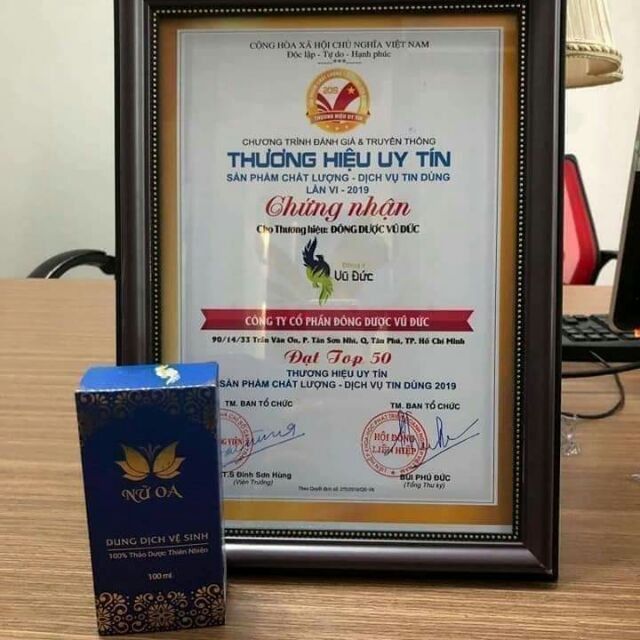 CỘNG HÒA XÃ HỘI CHỦ NGHĨA VIỆT NAM
Độc lập - Tự do - Hạnh phúc
2019
THƯƠNG HIỆU UY TÍN
CHƯƠNG TRÌNH ĐÁNH GIÁ & TRUYỀN THÔNG
THƯƠNG HIỆU UY TÍN
SẢN PHẨM CHẤT LƯỢNG - DỊCH VỤ TIN DÙNG
LẦN VI - 2019
Chứng nhận
Cho Thương hiệu: ĐÔNG DƯỢC VŨ ĐỨC
Đông Y
Vũ Đức
CÔNG TY CỔ PHẦN ĐÔNG DƯỢC VŨ ĐỨC
90/14/33 Trần Văn Ơn, P. Tân Sơn Nhì, Q, Tân Phú, TP. Hồ Chí Minh
Đạt Top 50
THƯƠNG HIỆU UY TÍN
SẢN PHẨM CHẤT LƯỢNG - DỊCH VỤ TIN DÙNG 2019
TM. BAN TỔ CHỨC
TM. BAN TỔ CHỨC
HỘI ĐỒNG
LIÊN HIỆP
T.S Đinh Sơn Hùng
(Viện Trưởng)
BÙI PHÚ ĐỨC
(Tổng Thư ký)
NỮ OA
DUNG DỊCH VỆ SINH
100% Thảo Dược Thiên Nhiên
100 ml